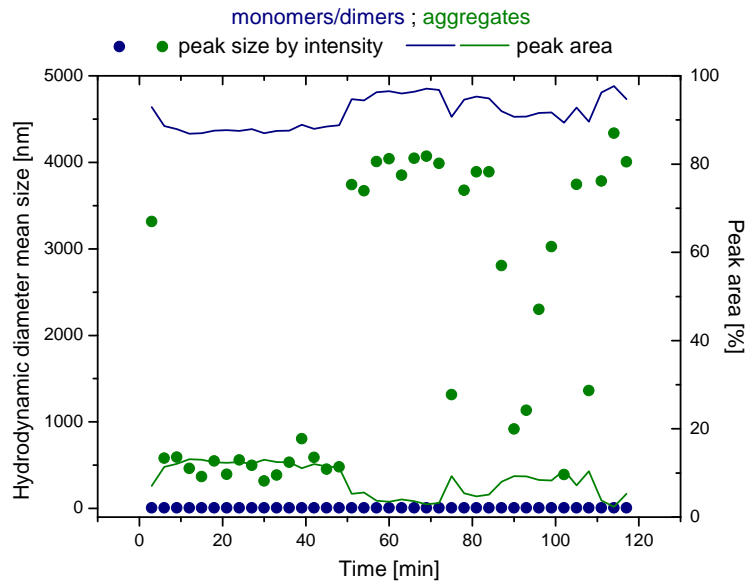 monomers/dimers ; aggregates
peak size by intensity peak area
5000
4000
3000
2000
1000
0
Hydrodynamic diameter mean size [nm]
100
80
60
40
20
0
Peak area [%]
0 20 40 60 80 100 120
Time [min]